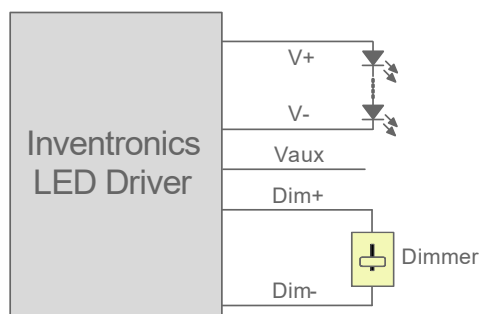 V+
V-
Inventronics
LED Driver
Vaux
Dim+
Dimmer
Dim-